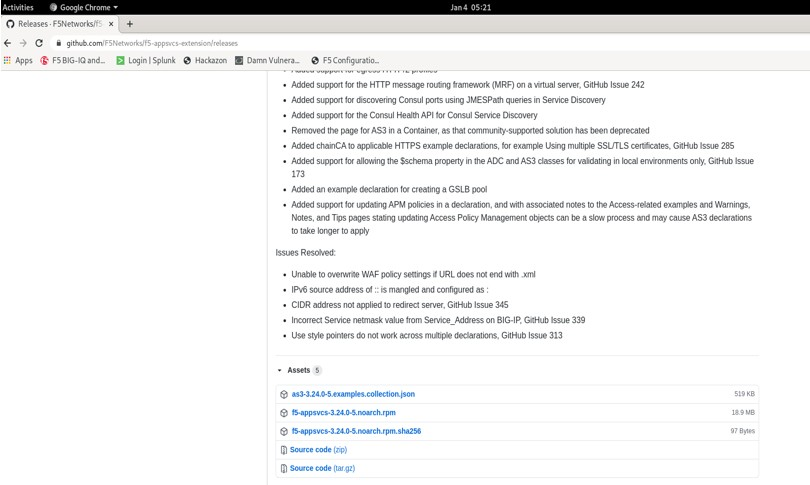 Activities Google Chrome Jan 4 05:21
Releases · F5Networks/f5- × +
github.com/F5Networks/f5-appsvcs-extension/releases
Apps F5 BIG-IQ and... Login | Splunk Hackazon Damn Vulnera... F5 Configuratio...
Added support for egress HTTP2 profiles
Added support for the HTTP message routing framework (MRF) on a virtual server, GitHub Issue 242
Added support for discovering Consul ports using JMESPath queries in Service Discovery
Added support for the Consul Health API for Consul Service Discovery
Removed the page for AS3 in a Container, as that community-supported solution has been deprecated
Added chainCA to applicable HTTPS example declarations, for example Using multiple SSL/TLS certificates, GitHub Issue 285
Added support for allowing the $schema property in the ADC and AS3 classes for validating in local environments only, GitHub Issue
173
Added an example declaration for creating a GSLB pool
Added support for updating APM policies in a declaration, and with associated notes to the Access-related examples and Warnings,
Notes, and Tips pages stating updating Access Policy Management objects can be a slow process and may cause AS3 declarations
to take longer to apply
Issues Resolved:
Unable to overwrite WAF policy settings if URL does not end with .xml
IPv6 source address of :: is mangled and configured as :
CIDR address not applied to redirect server, GitHub Issue 345
Incorrect Service netmask value from Service_Address on BIG-IP, GitHub Issue 339
Use style pointers do not work across multiple declarations, GitHub Issue 313
Assets 5
as3-3.24.0-5.examples.collection.json 519 KB
f5-appsvcs-3.24.0-5.noarch.rpm 18.9 MB
f5-appsvcs-3.24.0-5.noarch.rpm.sha256 97 Bytes
Source code (zip)
Source code (tar.gz)